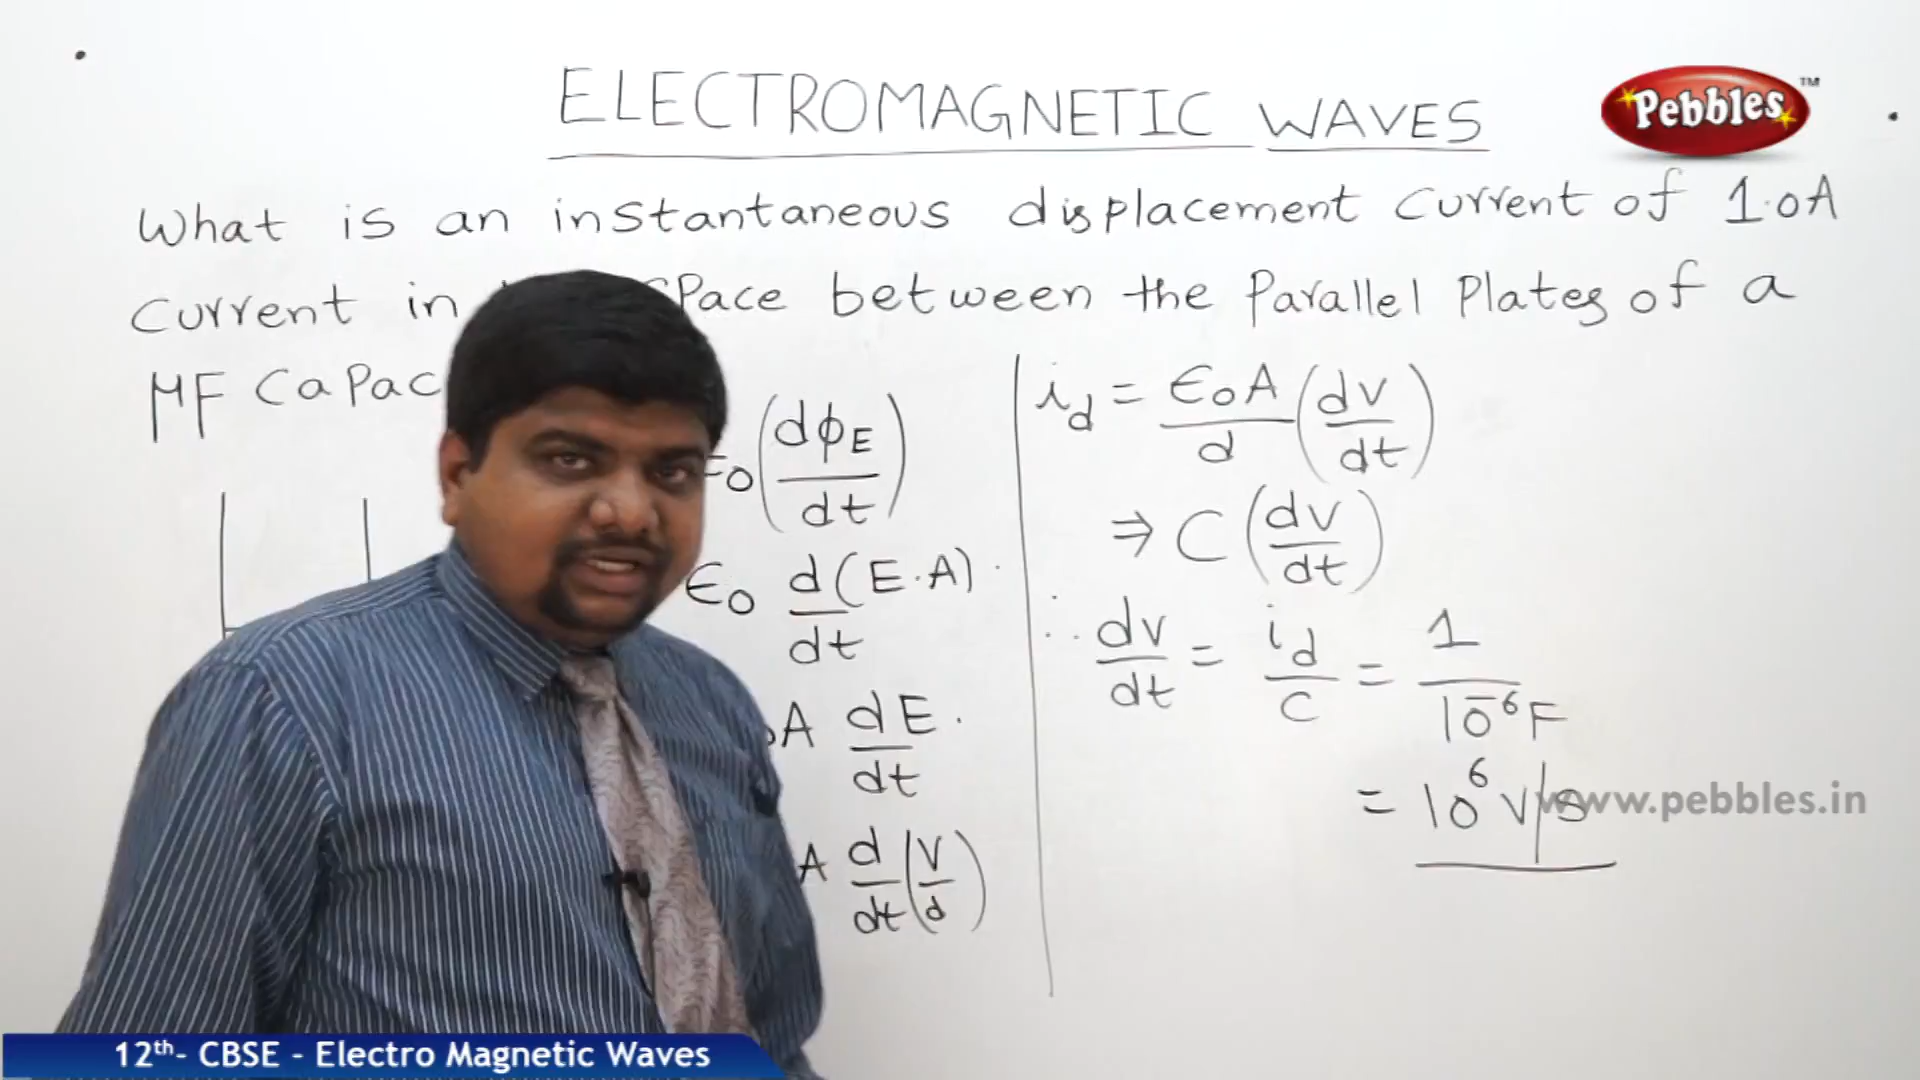 ELECTROMAGNETIC WAVES
Pebbles™
What is an instantaneous displacement current of 1.0A
current in space between the Parallel Plates of a
μF CaPac
ε₀ (dϕE/dt)
ε₀ d(E.A)/dt
A dE/dt
A d/dt (V/d)
id = ε₀A/d (dv/dt)
⇒ C (dv/dt)
∴ dv/dt = id/C = 1/10⁻⁶F
= 10⁶ V/s
www.pebbles.in
12th- CBSE - Electro Magnetic Waves